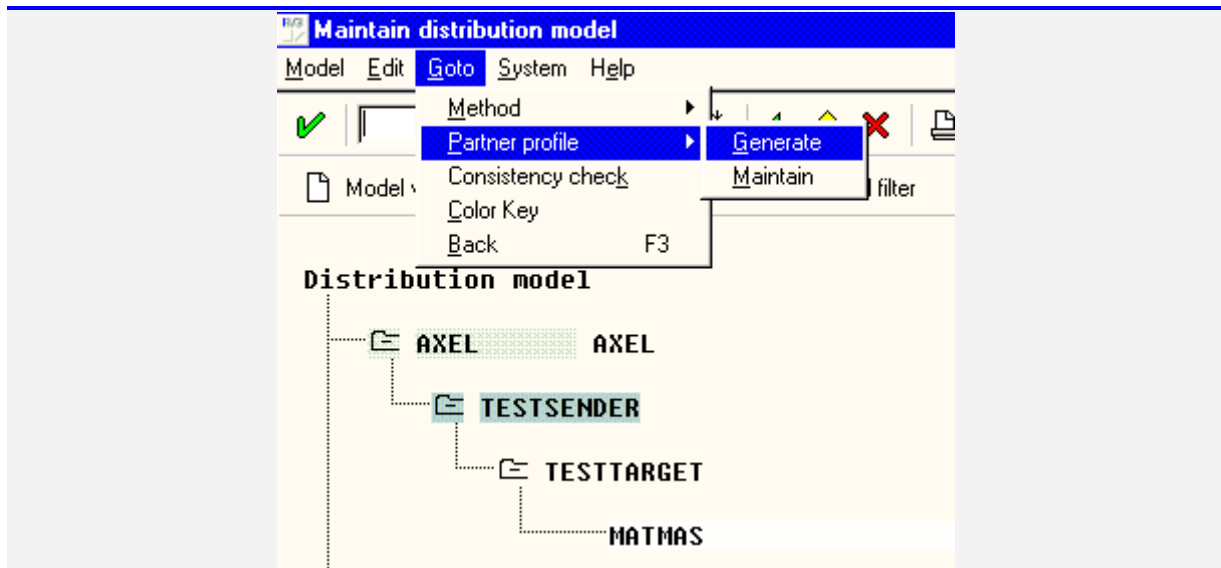 Maintain distribution model
Model Edit Goto System Help
Method
Partner profile Generate
Model Consistency check Maintain filter
Color Key
Back F3
Distribution model
AXEL AXEL
TESTSENDER
TESTTARGET
MATMAS